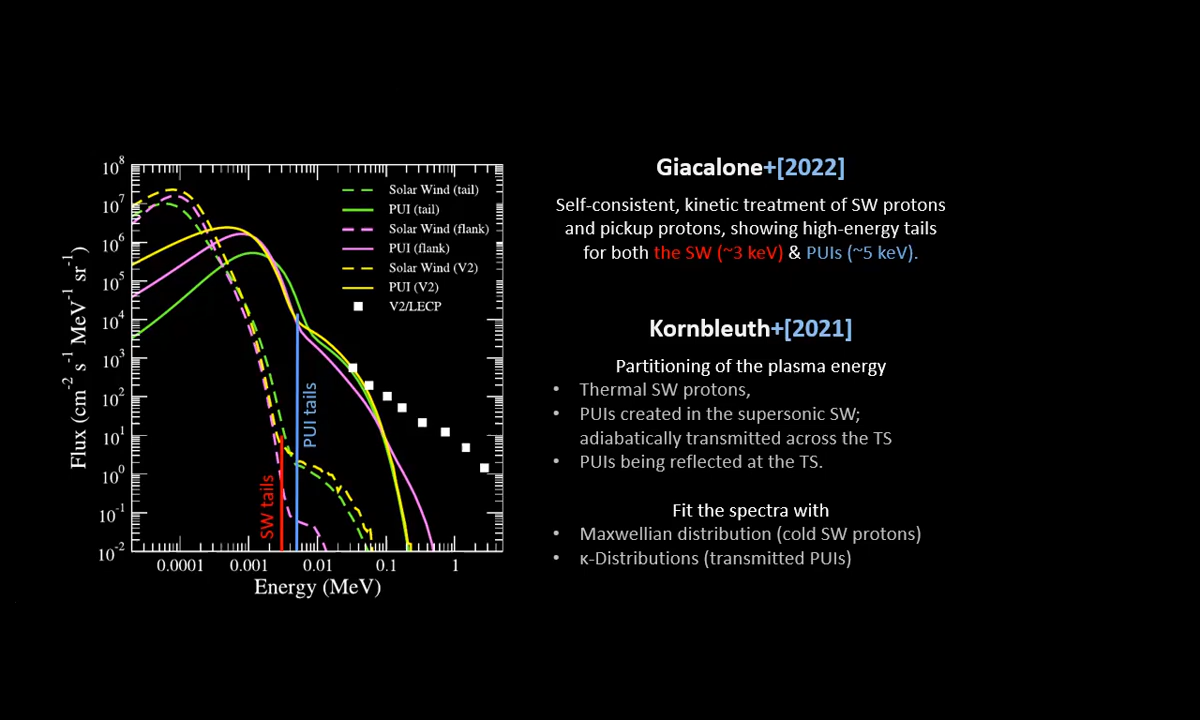 10^8
10^7
10^6
10^5
10^4
10^3
10^2
10^1
10^0
10^-1
10^-2
Flux (cm^-2 s^-1 MeV^-1 sr^-1)
0.0001 0.001 0.01 0.1 1
Energy (MeV)
Solar Wind (tail)
PUI (tail)
Solar Wind (flank)
PUI (flank)
Solar Wind (V2)
PUI (V2)
V2/LECP
SW tails
PUI tails
Giacalone+[2022]
Self-consistent, kinetic treatment of SW protons
and pickup protons, showing high-energy tails
for both the SW (~3 keV) & PUIs (~5 keV).
Kornbleuth+[2021]
Partitioning of the plasma energy
• Thermal SW protons,
• PUIs created in the supersonic SW;
adiabatically transmitted across the TS
• PUIs being reflected at the TS.
Fit the spectra with
• Maxwellian distribution (cold SW protons)
• κ-Distributions (transmitted PUIs)